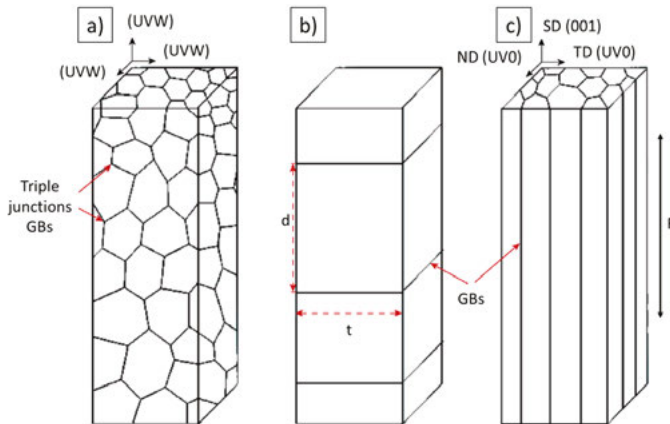 a)
(UVW)
(UVW)
(UVW)
Triple
junctions
GBs
b)
d
t
GBs
c)
SD (001)
ND (UV0)
TD (UV0)